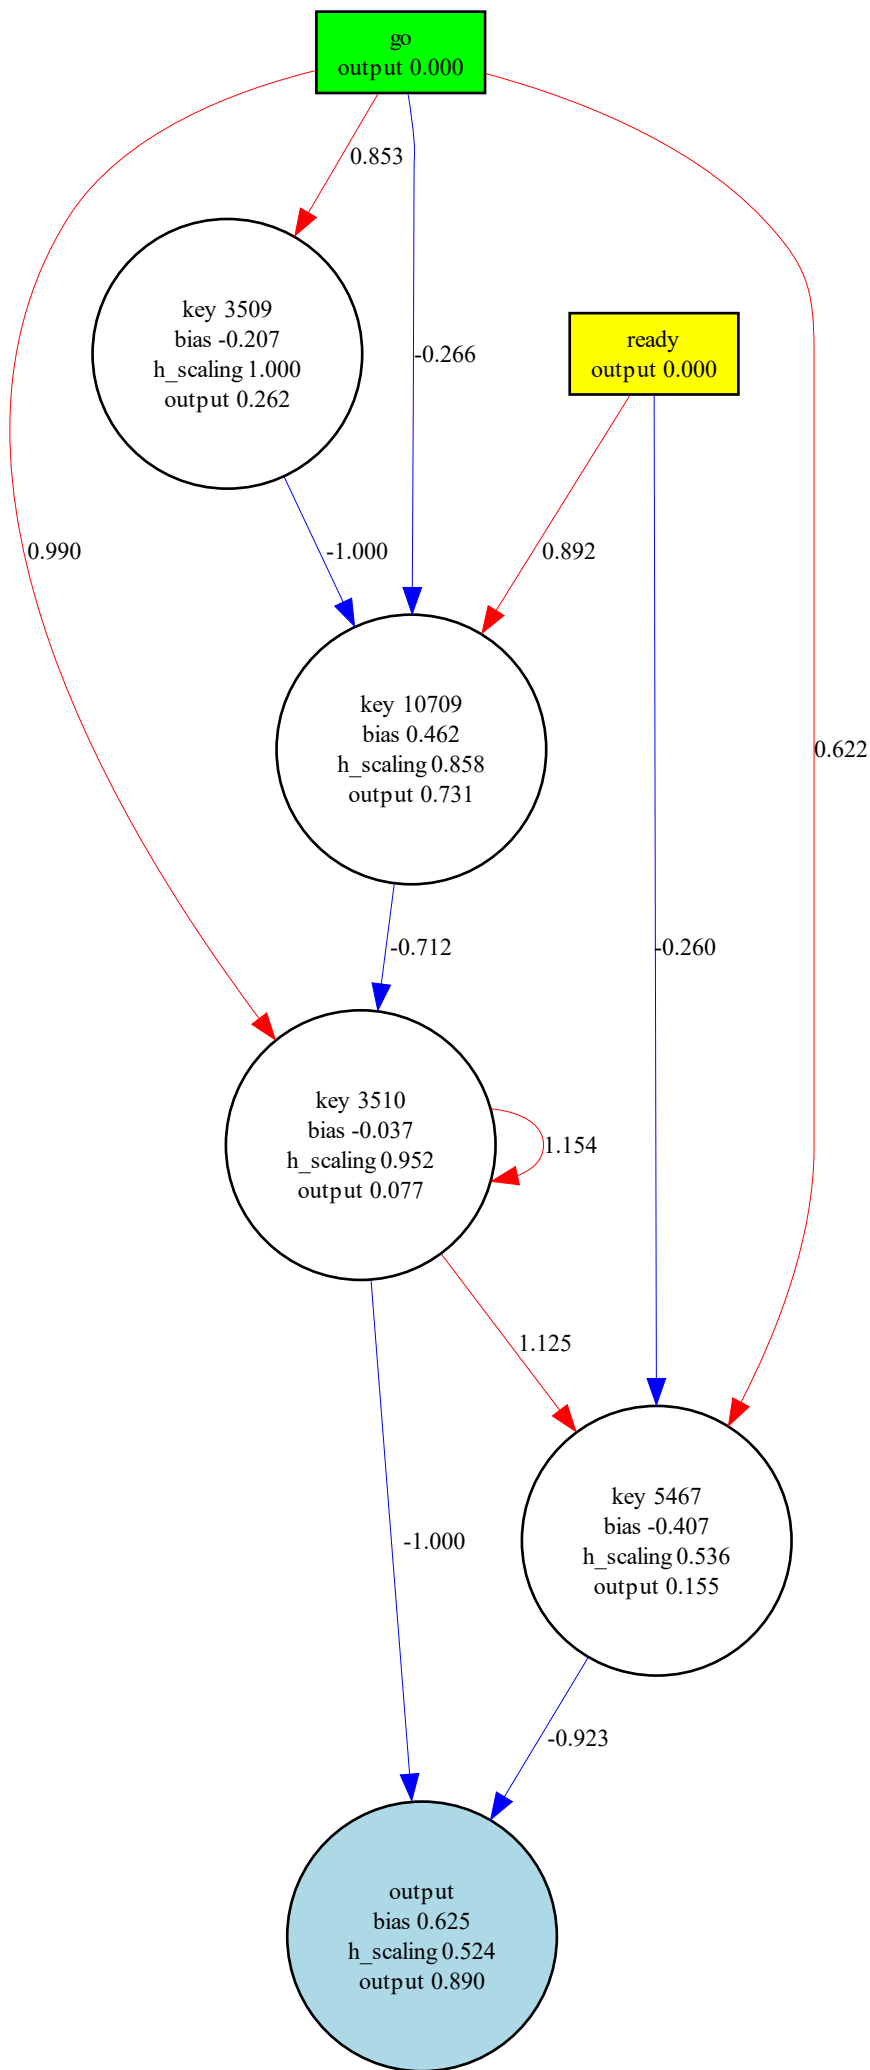 go
output 0.000
0.853
key 3509
bias -0.207
h_scaling 1.000
output 0.262
-0.266
ready
output 0.000
0.990
-1.000
0.892
key 10709
bias 0.462
h_scaling 0.858
output 0.731
0.622
-0.712
-0.260
key 3510
bias -0.037
h_scaling 0.952
output 0.077
1.154
1.125
key 5467
bias -0.407
h_scaling 0.536
output 0.155
-1.000
-0.923
output
bias 0.625
h_scaling 0.524
output 0.890